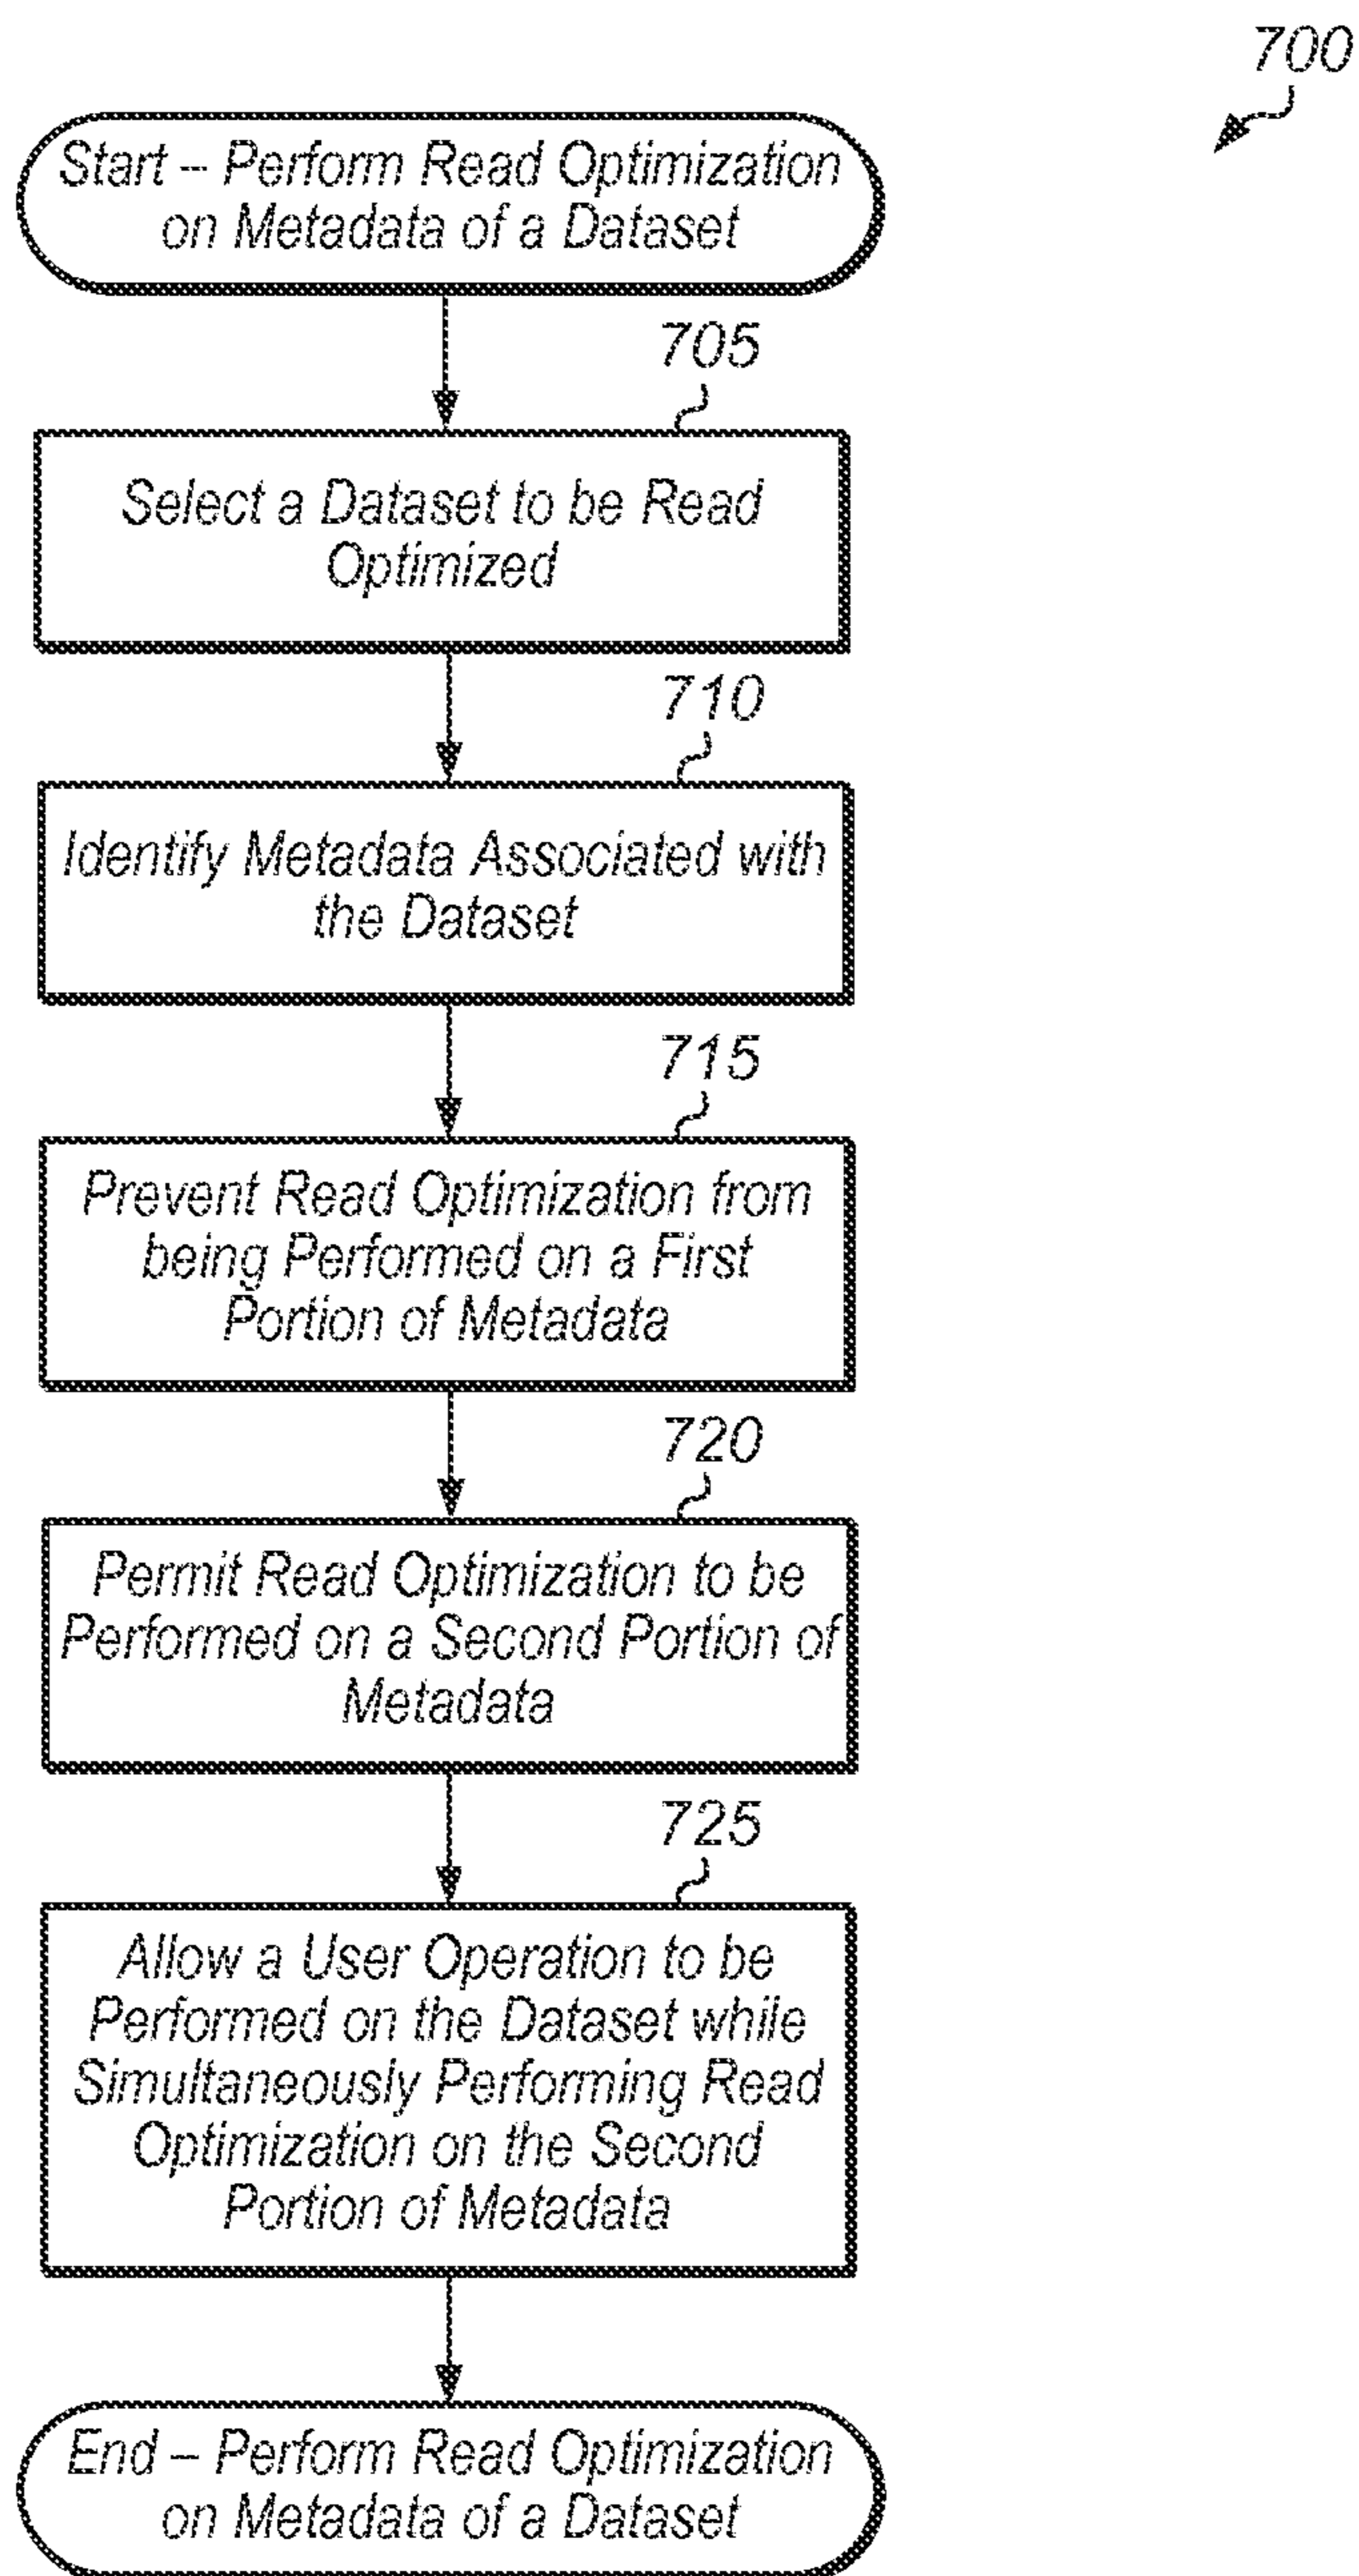 700
Start -- Perform Read Optimization
on Metadata of a Dataset
705
Select a Dataset to be Read
Optimized
710
Identify Metadata Associated with
the Dataset
715
Prevent Read Optimization from
being Performed on a First
Portion of Metadata
720
Permit Read Optimization to be
Performed on a Second Portion of
Metadata
725
Allow a User Operation to be
Performed on the Dataset while
Simultaneously Performing Read
Optimization on the Second
Portion of Metadata
End – Perform Read Optimization
on Metadata of a Dataset